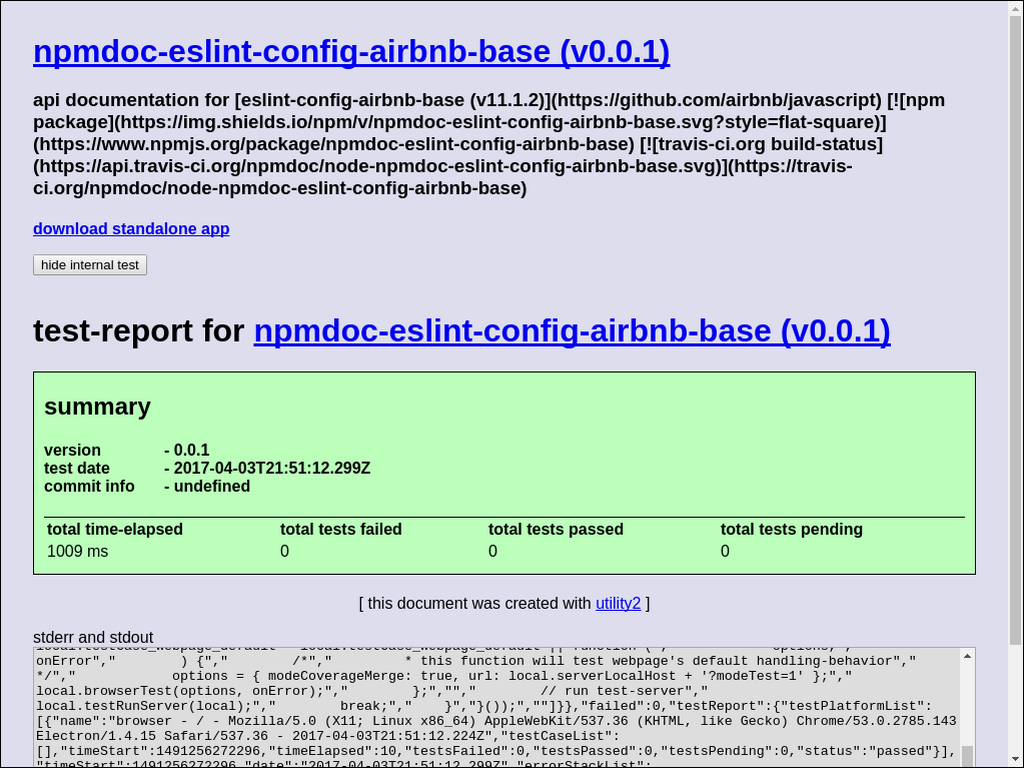 npmdoc-eslint-config-airbnb-base (v0.0.1)
api documentation for [eslint-config-airbnb-base (v11.1.2)](https://github.com/airbnb/javascript) [![npm
package](https://img.shields.io/npm/v/npmdoc-eslint-config-airbnb-base.svg?style=flat-square)]
(https://www.npmjs.org/package/npmdoc-eslint-config-airbnb-base) [![travis-ci.org build-status]
(https://api.travis-ci.org/npmdoc/node-npmdoc-eslint-config-airbnb-base.svg)](https://travis-
ci.org/npmdoc/node-npmdoc-eslint-config-airbnb-base)
download standalone app
hide internal test
test-report for npmdoc-eslint-config-airbnb-base (v0.0.1)
summary
version - 0.0.1
test date - 2017-04-03T21:51:12.299Z
commit info - undefined
total time-elapsed total tests failed total tests passed total tests pending
1009 ms 0 0 0
[ this document was created with utility2 ]
stderr and stdout
onError","        ) {","        /*","         * this function will test webpage's default handling-behavior","
*/","            options = { modeCoverageMerge: true, url: local.serverLocalHost + '?modeTest=1' };","
local.browserTest(options, onError);","        };","","        // run test-server","
local.testRunServer(local);","        break;","    }","}());",""]}},"failed":0,"testReport":{"testPlatformList":
[{"name":"browser - / - Mozilla/5.0 (X11; Linux x86_64) AppleWebKit/537.36 (KHTML, like Gecko) Chrome/53.0.2785.143
Electron/1.4.15 Safari/537.36 - 2017-04-03T21:51:12.224Z","testCaseList":
[],"timeStart":1491256272296,"timeElapsed":10,"testsFailed":0,"testsPassed":0,"testsPending":0,"status":"passed"}],
"timeStart":1491256272296,"date":"2017-04-03T21:51:12.299Z","errorStackList":